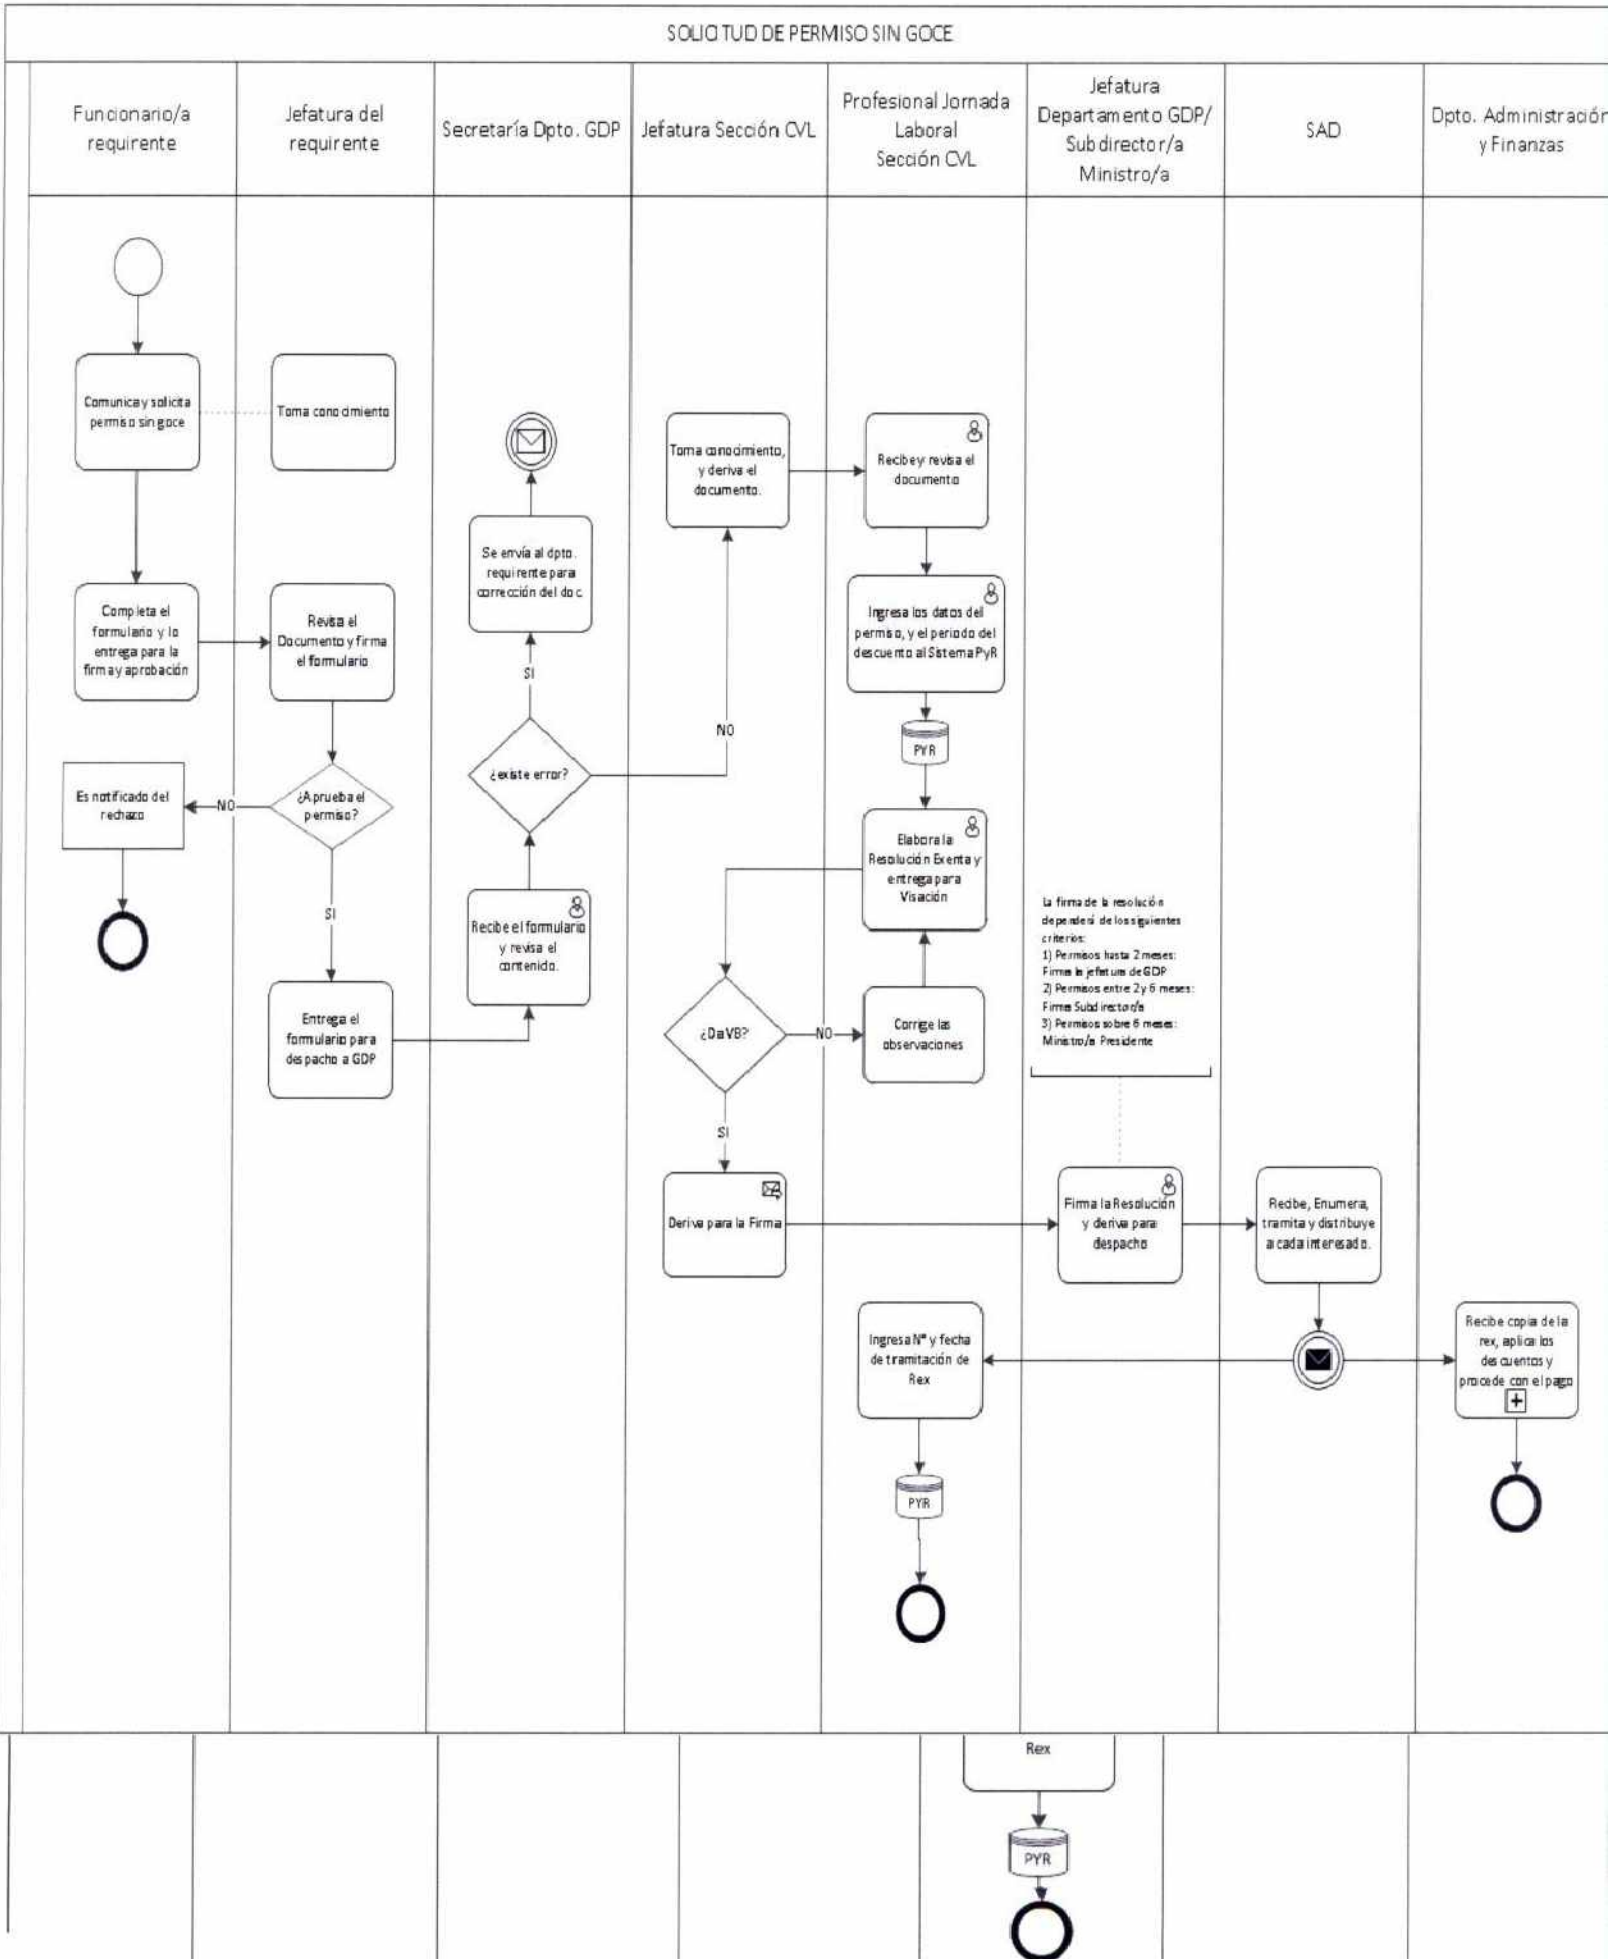 SOLICITUD DE PERMISO SIN GOCE
Funcionario/a
requirente
Jefatura del
requirente
Secretaría Dpto. GDP
Jefatura Sección CVL
Profesional Jornada
Laboral
Sección CVL
Jefatura
Departamento GDP/
Subdirector/a
Ministro/a
SAD
Dpto. Administración
y Finanzas
Comunica y solicita
permiso sin goce
Toma conocimiento
Toma conocimiento,
y deriva el
documento.
Recibe y revisa el
documento
Se envía al dpto.
requirente para
corrección del doc.
Completa el
formulario y lo
entrega para la
firma y aprobación
Revisa el
Documento y firma
el formulario
Ingresa los datos del
permiso, y el periodo del
descuento al Sistema PyR
SI
NO
PYR
¿existe error?
Es notificado del
rechazo
NO
¿Aprueba el
permiso?
Elabora la
Resolución Exenta y
entrega para
Visación
SI
Recibe el formulario
y revisa el
contenido.
La firma de la resolución
dependerá de los siguientes
criterios:
1) Permisos hasta 2 meses:
Firma la jefatura de GDP
2) Permisos entre 2 y 6 meses:
Firma Subdirector/a
3) Permisos sobre 6 meses:
Ministro/a Presidente
Entrega el
formulario para
despacho a GDP
¿Da VB?
NO
Corrige las
observaciones
SI
Deriva para la Firma
Firma la Resolución
y deriva para
despacho
Recibe, Enumera,
tramita y distribuye
a cada interesado.
Ingresa N° y fecha
de tramitación de
Rex
Recibe copia de la
rex, aplica los
descuentos y
procede con el pago
PYR
Rex
PYR